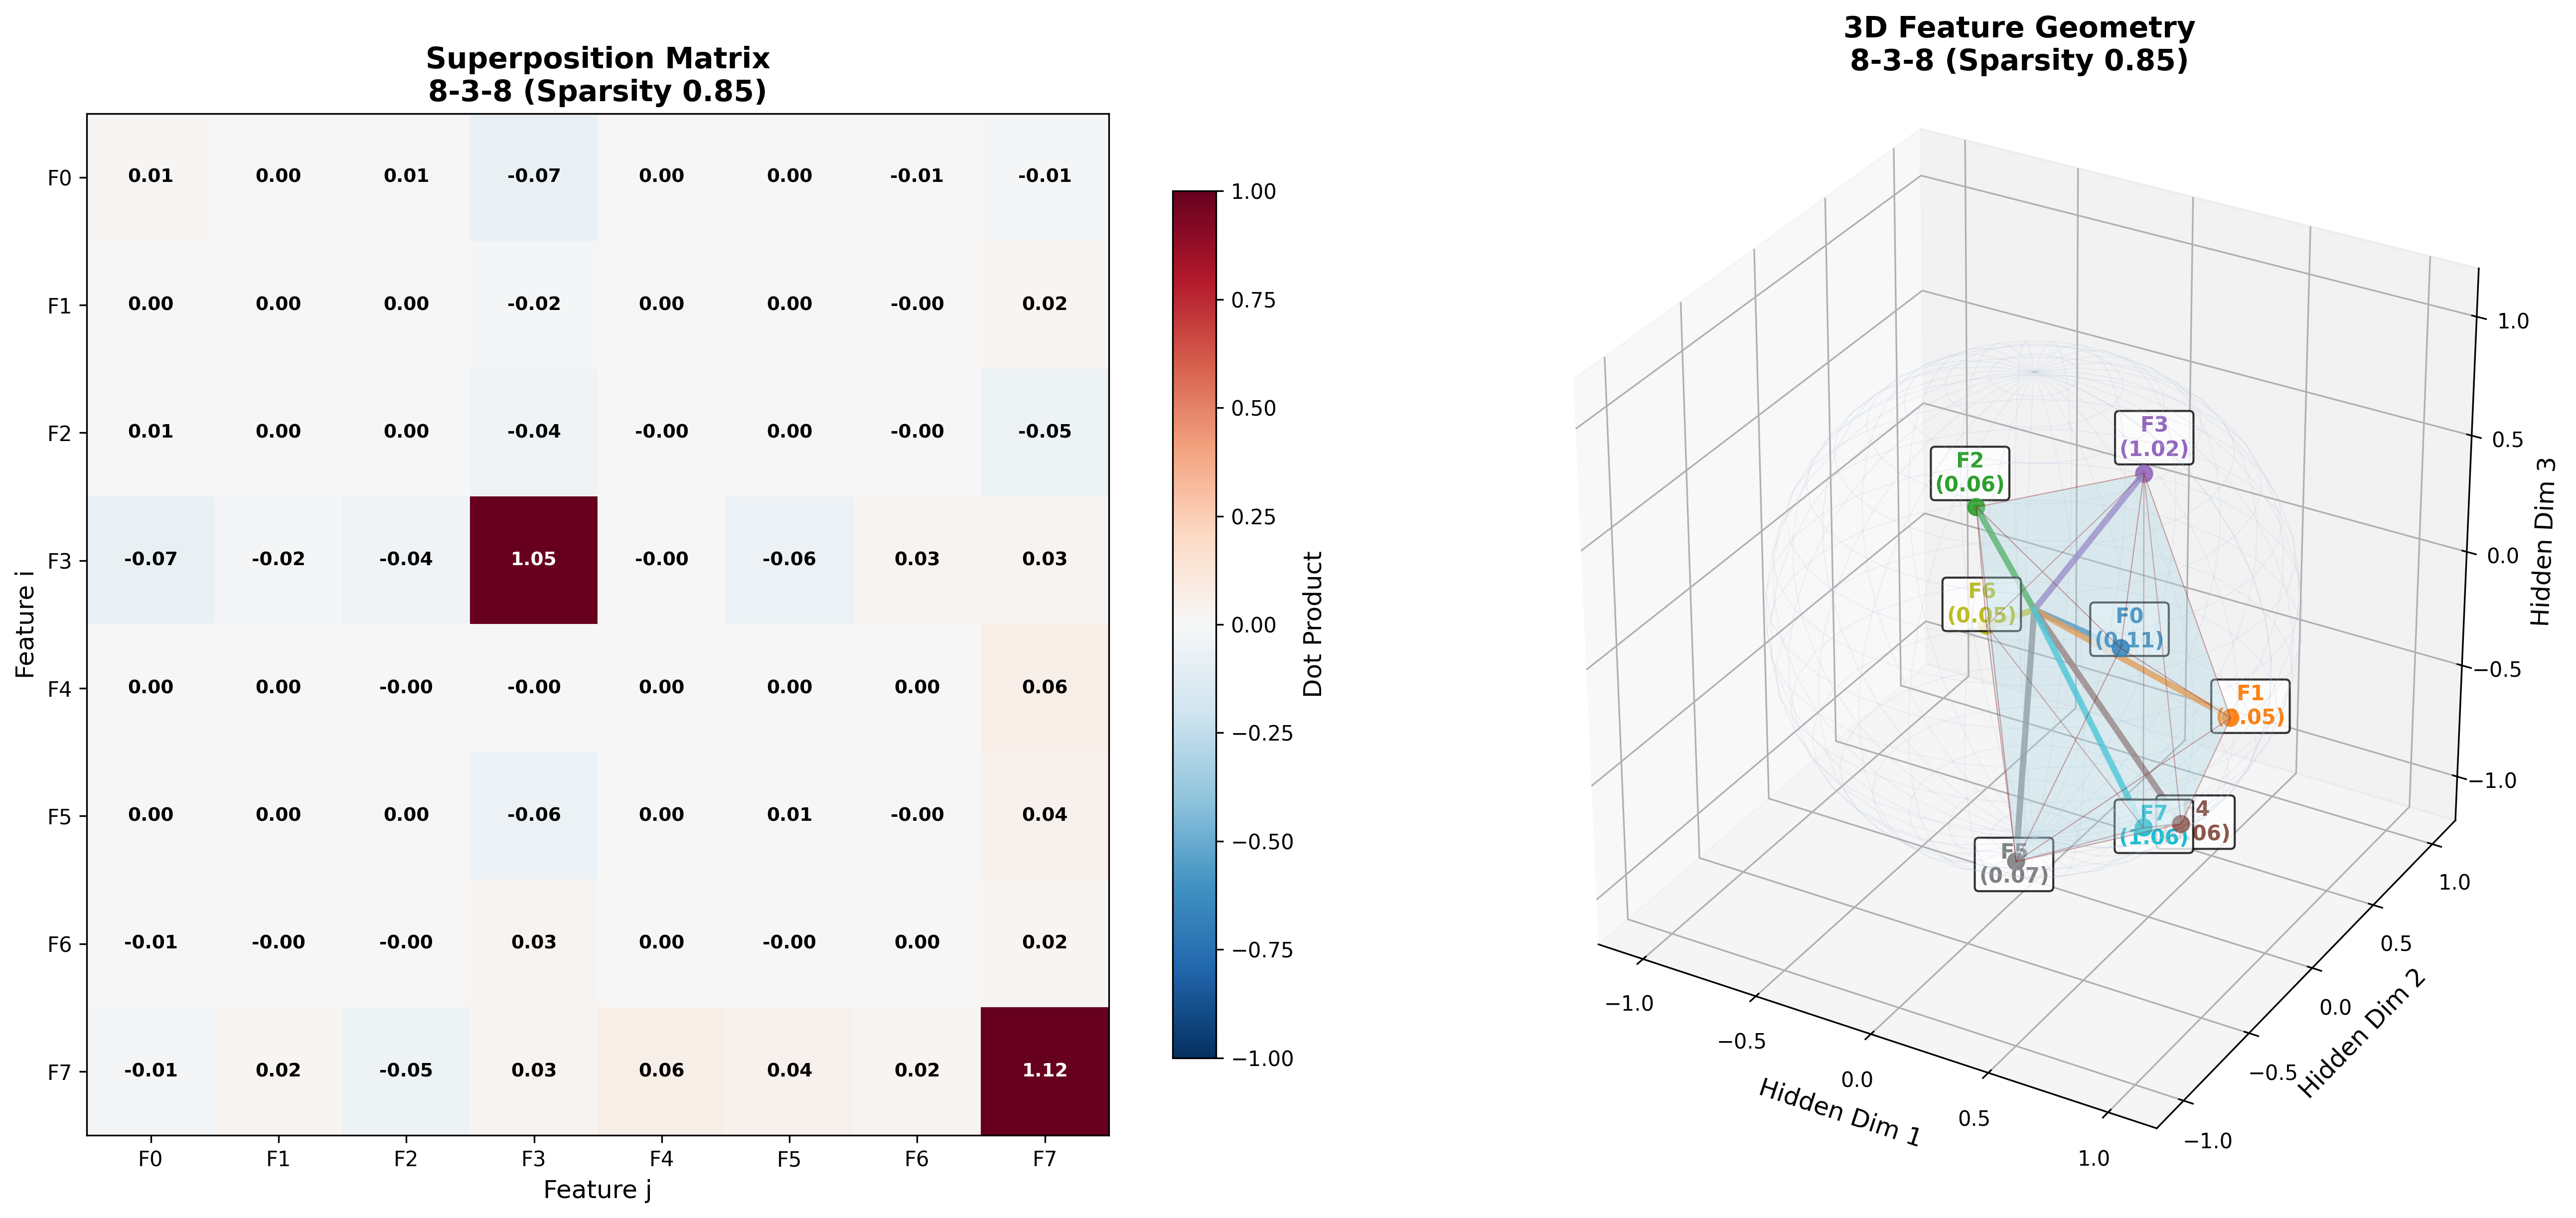 Superposition Matrix
8-3-8 (Sparsity 0.85)
F0 0.01 0.00 0.01 -0.07 0.00 0.00 -0.01 -0.01
F1 0.00 0.00 0.00 -0.02 0.00 0.00 -0.00 0.02
F2 0.01 0.00 0.00 -0.04 -0.00 0.00 -0.00 -0.05
F3 -0.07 -0.02 -0.04 1.05 -0.00 -0.06 0.03 0.03
F4 0.00 0.00 -0.00 -0.00 0.00 0.00 0.00 0.06
F5 0.00 0.00 0.00 -0.06 0.00 0.01 -0.00 0.04
F6 -0.01 -0.00 -0.00 0.03 0.00 -0.00 0.00 0.02
F7 -0.01 0.02 -0.05 0.03 0.06 0.04 0.02 1.12
F0 F1 F2 F3 F4 F5 F6 F7
Feature j
Feature i
1.00
0.75
0.50
0.25
0.00
−0.25
−0.50
−0.75
−1.00
Dot Product
3D Feature Geometry
8-3-8 (Sparsity 0.85)
F3
(1.02)
F2
(0.06)
F6
(0.05)
F0
(0.11)
F1
(0.05)
F7
(1.06)
4
06)
F5
(0.07)
−1.0
−0.5
0.0
0.5
1.0
Hidden Dim 1
−1.0
−0.5
0.0
0.5
1.0
Hidden Dim 2
1.0
0.5
0.0
−0.5
−1.0
Hidden Dim 3